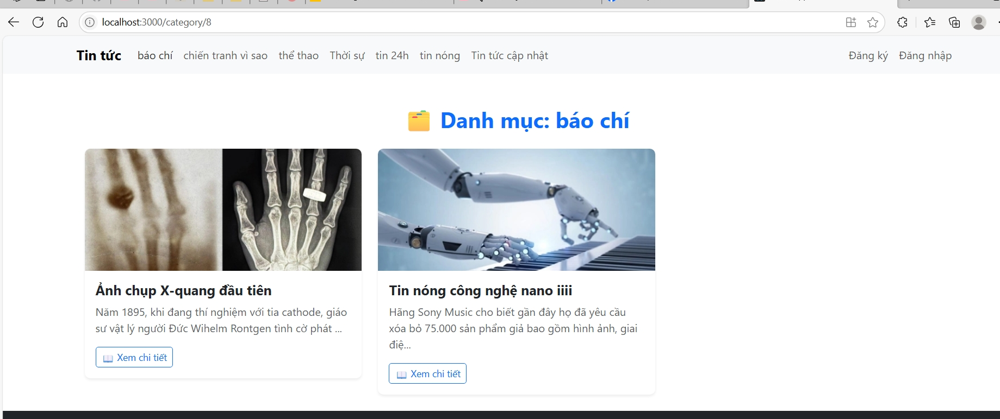 localhost:3000/category/8
Tin tức báo chí chiến tranh vì sao thể thao Thời sự tin 24h tin nóng Tin tức cập nhật Đăng ký Đăng nhập
Danh mục: báo chí
Ảnh chụp X-quang đầu tiên
Năm 1895, khi đang thí nghiệm với tia cathode, giáo
sư vật lý người Đức Wihelm Rontgen tình cờ phát ...
Xem chi tiết
Tin nóng công nghệ nano iiii
Hãng Sony Music cho biết gần đây họ đã yêu cầu
xóa bỏ 75.000 sản phẩm giả bao gồm hình ảnh, giai
điệ...
Xem chi tiết